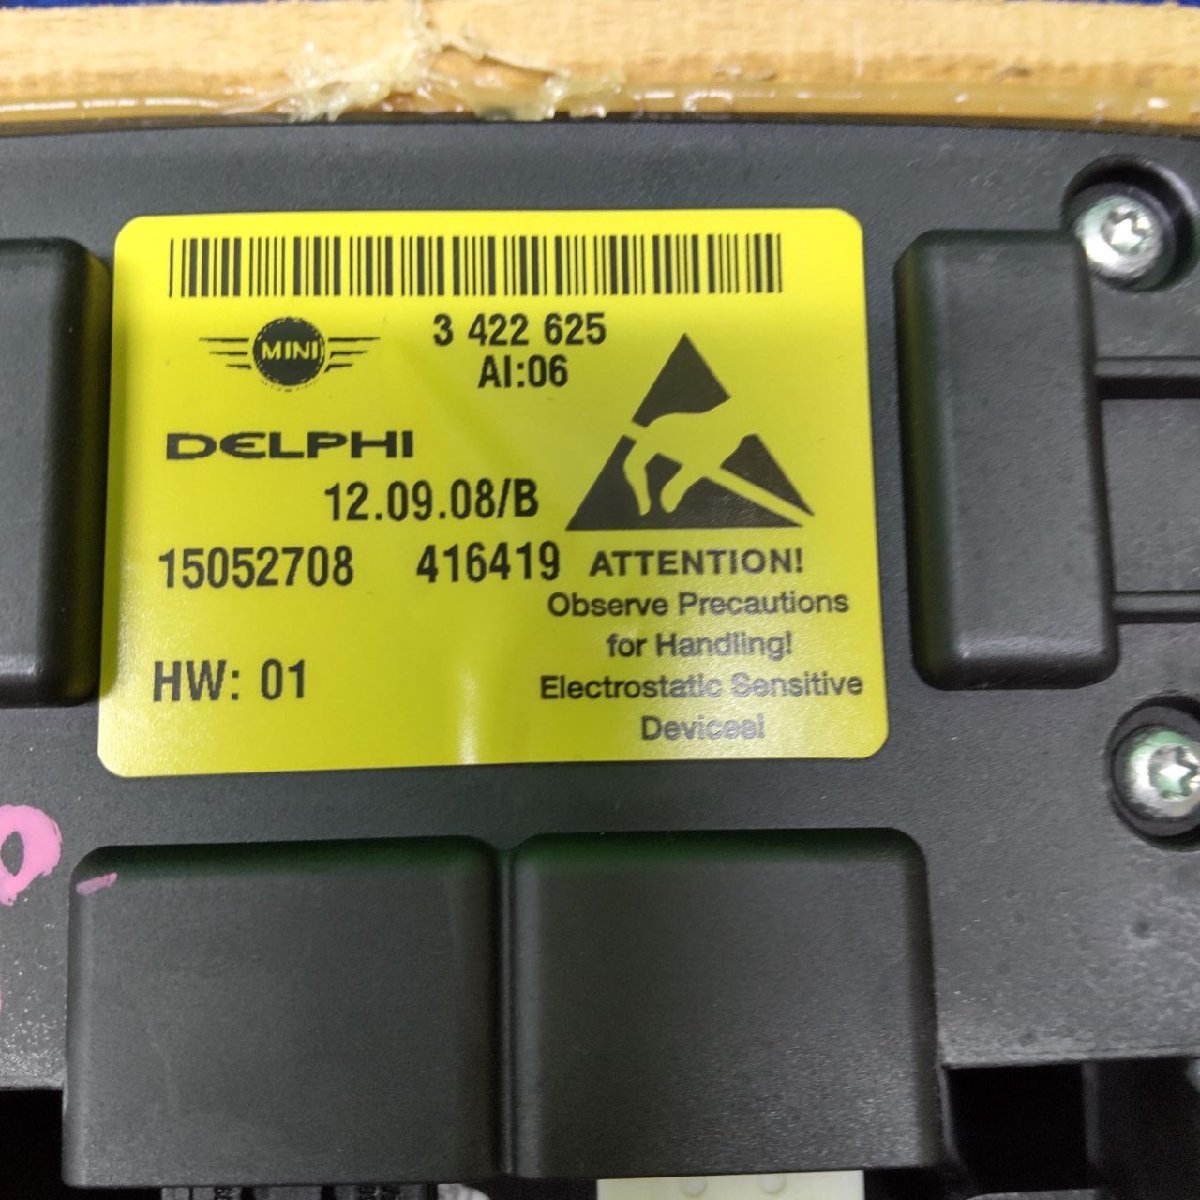 3 422 625
AI:06
MINI
DELPHI
12.09.08/B
15052708 416419
HW: 01
ATTENTION!
Observe Precautions
for Handling!
Electrostatic Sensitive
Devices!